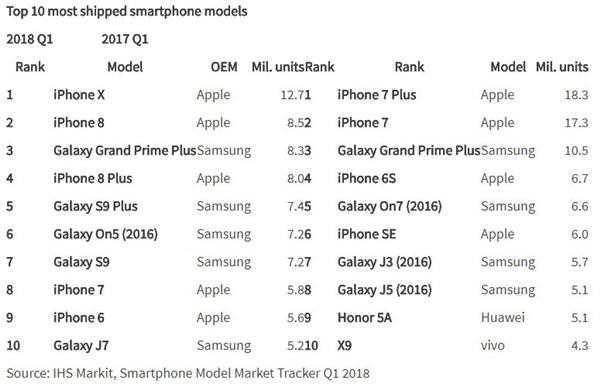 Top 10 most shipped smartphone models
2018 Q1 2017 Q1
Rank Model OEM Mil. units Rank Rank Model Mil. units
1 iPhone X Apple 12.7 1 iPhone 7 Plus Apple 18.3
2 iPhone 8 Apple 8.5 2 iPhone 7 Apple 17.3
3 Galaxy Grand Prime Plus Samsung 8.3 3 Galaxy Grand Prime Plus Samsung 10.5
4 iPhone 8 Plus Apple 8.0 4 iPhone 6S Apple 6.7
5 Galaxy S9 Plus Samsung 7.4 5 Galaxy On7 (2016) Samsung 6.6
6 Galaxy On5 (2016) Samsung 7.2 6 iPhone SE Apple 6.0
7 Galaxy S9 Samsung 7.2 7 Galaxy J3 (2016) Samsung 5.7
8 iPhone 7 Apple 5.8 8 Galaxy J5 (2016) Samsung 5.1
9 iPhone 6 Apple 5.6 9 Honor 5A Huawei 5.1
10 Galaxy J7 Samsung 5.2 10 X9 vivo 4.3
Source: IHS Markit, Smartphone Model Market Tracker Q1 2018